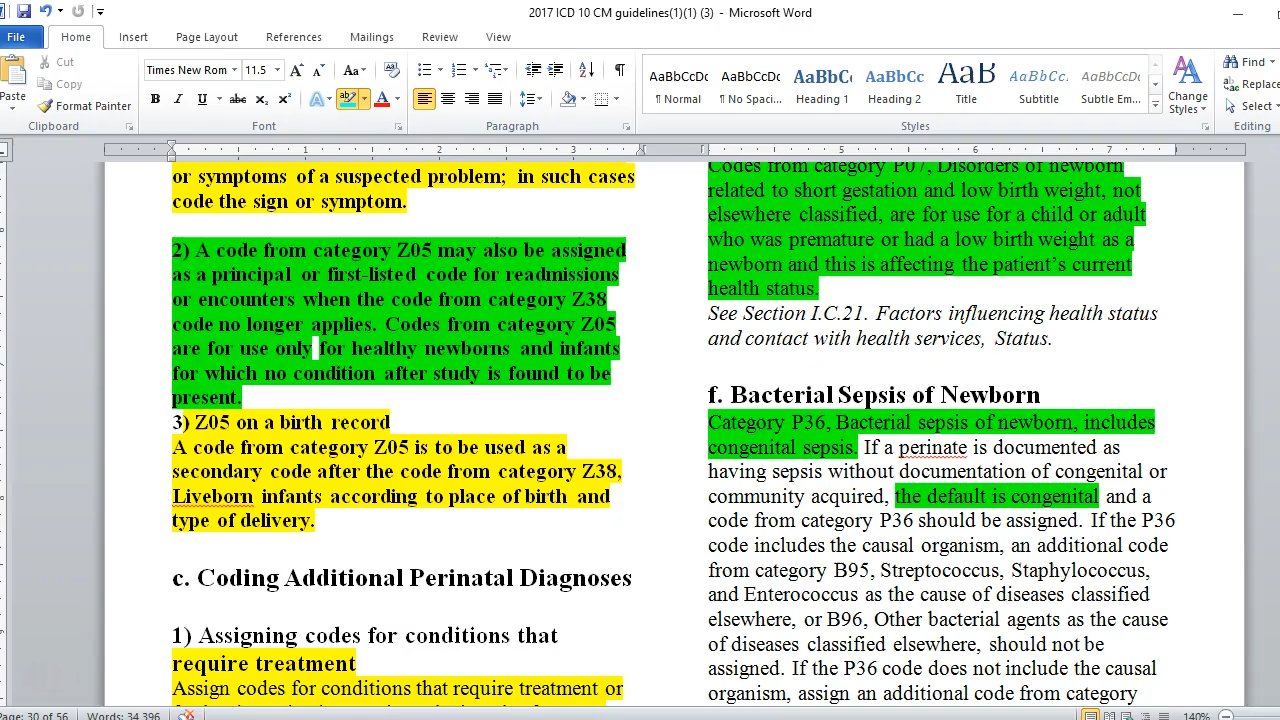 2017 ICD 10 CM guidelines(1)(1) (3) - Microsoft Word
File Home Insert Page Layout References Mailings Review View
Cut
Copy
Format Painter
Paste
Clipboard
Times New Rom 11.5
Aa
B I U abc x₂ x²
Font
Paragraph
AaBbCcDc AaBbCcDc AaBbC AaBbCc AaB AaBbCcI AaBbCcDc
¶ Normal ¶ No Spaci... Heading 1 Heading 2 Title Subtitle Subtle Em...
Change
Styles
Styles
Find
Replace
Select
Editing
1 2 3 5 6 7
or symptoms of a suspected problem; in such cases
code the sign or symptom.
2) A code from category Z05 may also be assigned
as a principal or first-listed code for readmissions
or encounters when the code from category Z38
code no longer applies. Codes from category Z05
are for use only for healthy newborns and infants
for which no condition after study is found to be
present.
3) Z05 on a birth record
A code from category Z05 is to be used as a
secondary code after the code from category Z38,
Liveborn infants according to place of birth and
type of delivery.
c. Coding Additional Perinatal Diagnoses
1) Assigning codes for conditions that
require treatment
Assign codes for conditions that require treatment or
Codes from category P07, Disorders of newborn
related to short gestation and low birth weight, not
elsewhere classified, are for use for a child or adult
who was premature or had a low birth weight as a
newborn and this is affecting the patient's current
health status.
See Section I.C.21. Factors influencing health status
and contact with health services, Status.
f. Bacterial Sepsis of Newborn
Category P36, Bacterial sepsis of newborn, includes
congenital sepsis. If a perinate is documented as
having sepsis without documentation of congenital or
community acquired, the default is congenital and a
code from category P36 should be assigned. If the P36
code includes the causal organism, an additional code
from category B95, Streptococcus, Staphylococcus,
and Enterococcus as the cause of diseases classified
elsewhere, or B96, Other bacterial agents as the cause
of diseases classified elsewhere, should not be
assigned. If the P36 code does not include the causal
organism, assign an additional code from category
Page: 30 of 56 Words: 34,396 140%